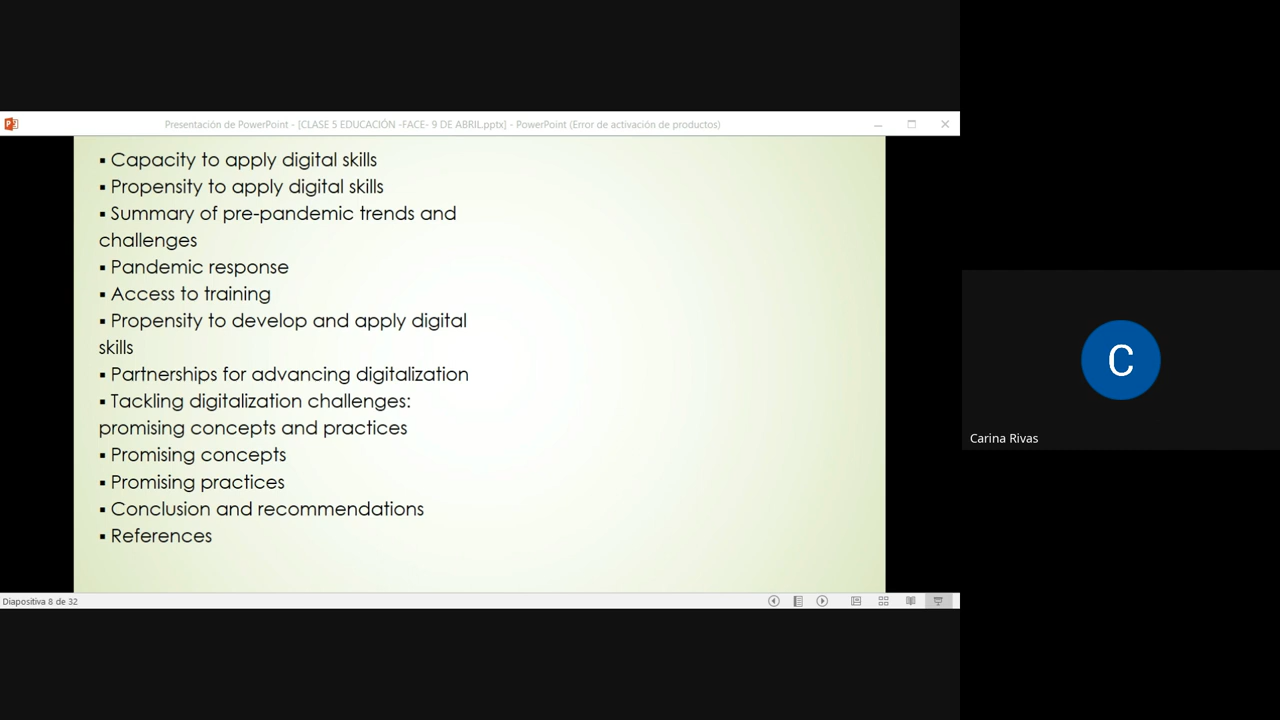 Presentación de PowerPoint - [CLASE 5 EDUCACIÓN -FACE- 9 DE ABRIL.pptx] - PowerPoint (Error de activación de productos)
▪ Capacity to apply digital skills
▪ Propensity to apply digital skills
▪ Summary of pre-pandemic trends and
challenges
▪ Pandemic response
▪ Access to training
▪ Propensity to develop and apply digital
skills
▪ Partnerships for advancing digitalization
▪ Tackling digitalization challenges:
promising concepts and practices
▪ Promising concepts
▪ Promising practices
▪ Conclusion and recommendations
▪ References
Diapositiva 8 de 32
C
Carina Rivas